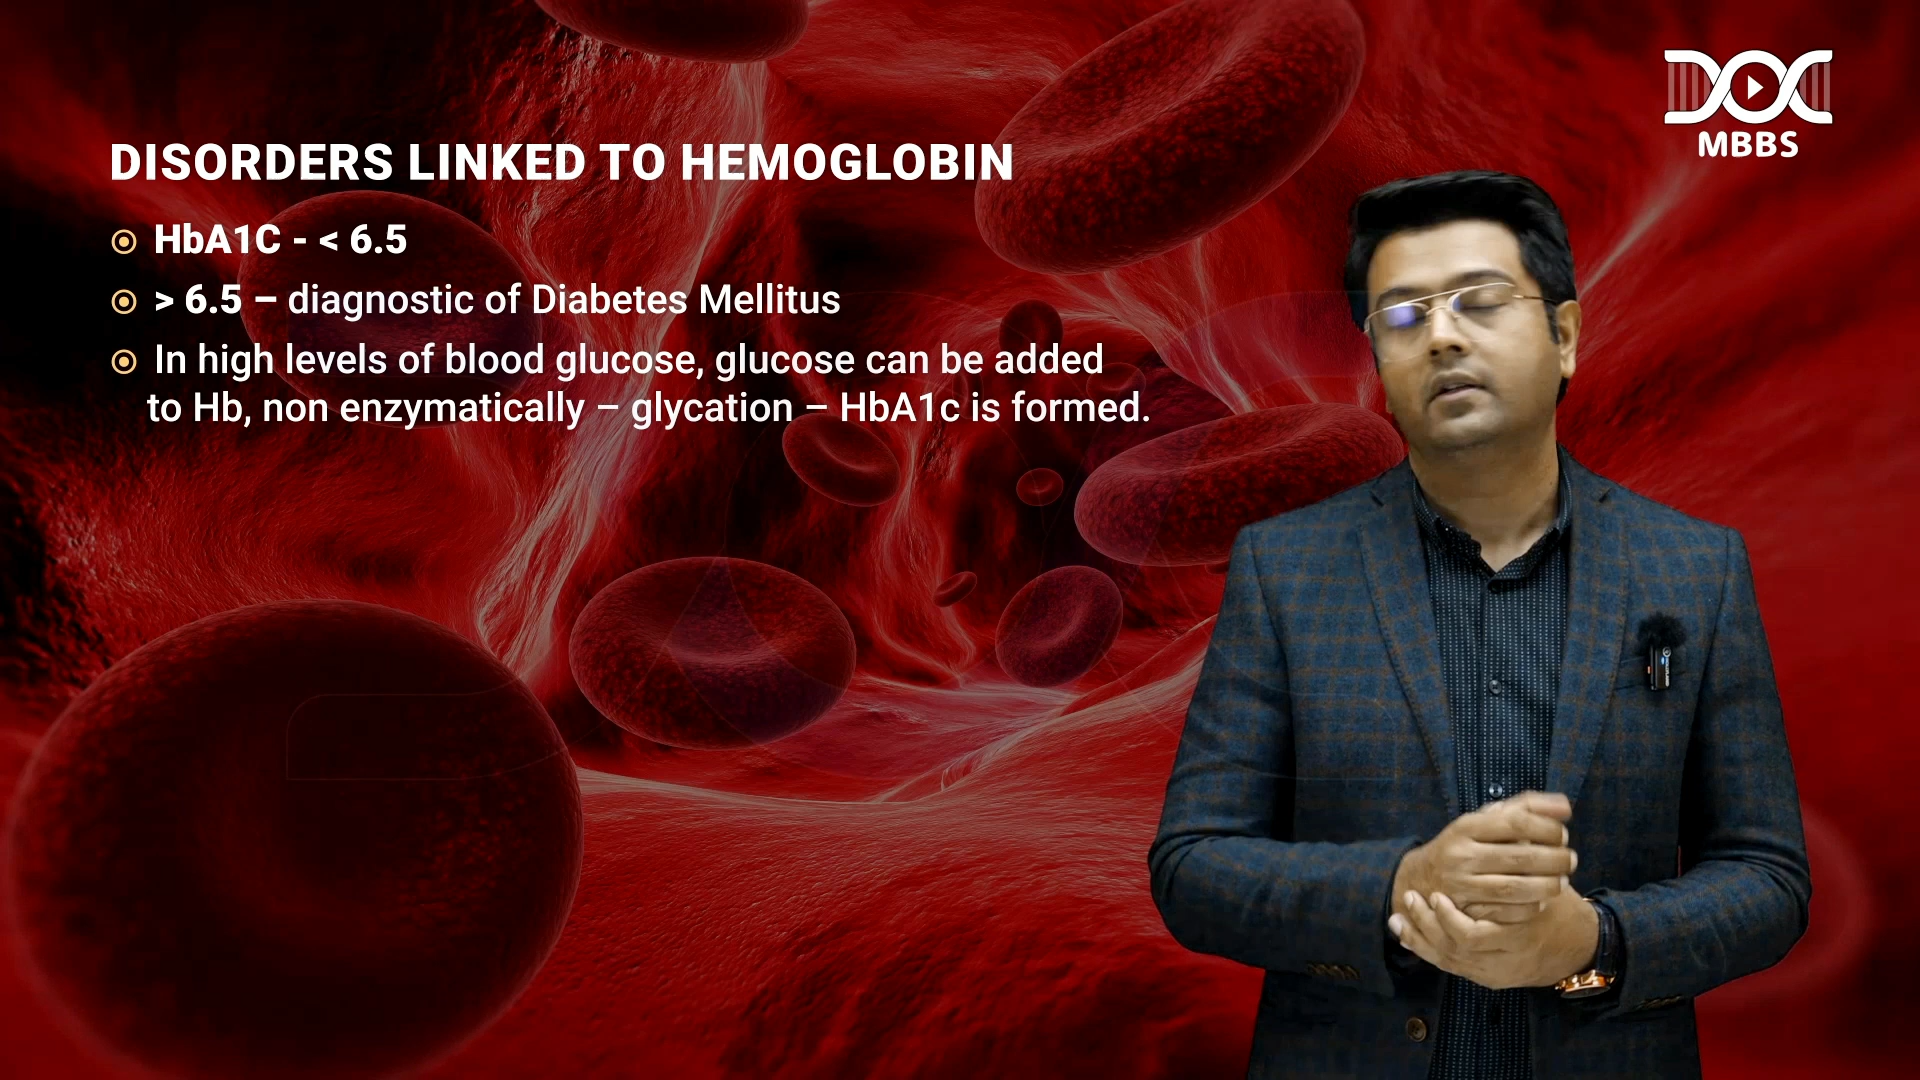 DOC
MBBS
DISORDERS LINKED TO HEMOGLOBIN
HbA1C - < 6.5
> 6.5 – diagnostic of Diabetes Mellitus
In high levels of blood glucose, glucose can be added
to Hb, non enzymatically – glycation – HbA1c is formed.